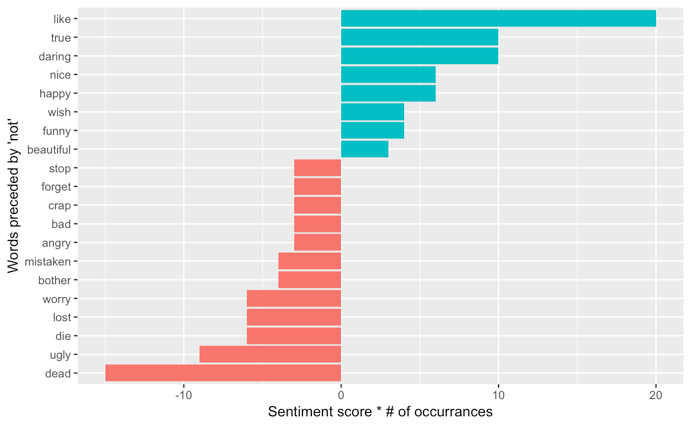 like
true
daring
nice
happy
wish
funny
beautiful
stop
forget
crap
bad
angry
mistaken
bother
worry
lost
die
ugly
dead
Words preceded by 'not'
-10 0 10 20
Sentiment score * # of occurrances